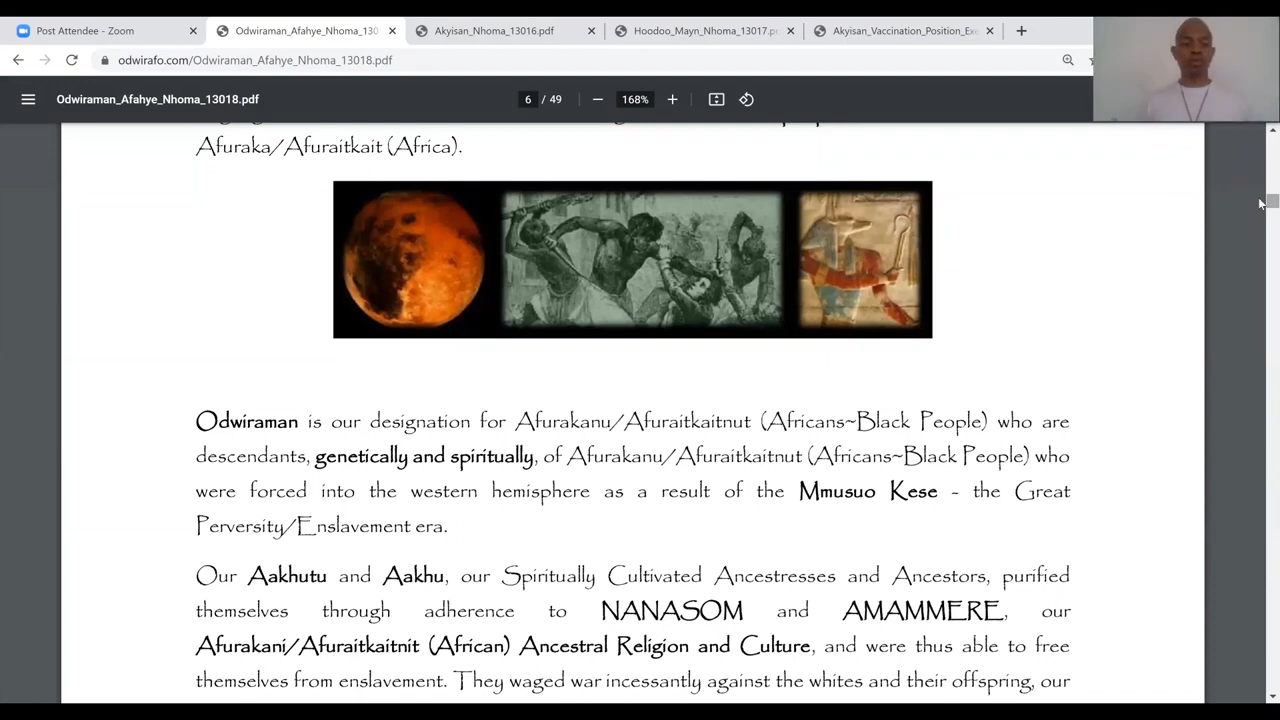 Post Attendee - Zoom
Odwiraman_Afahye_Nhoma_130
Akyisan_Nhoma_13016.pdf
Hoodoo_Mayn_Nhoma_13017.p
Akyisan_Vaccination_Position_Exe
odwirafo.com/Odwiraman_Afahye_Nhoma_13018.pdf
Odwiraman_Afahye_Nhoma_13018.pdf
6 / 49
168%
Afuraka/Afuraitkait (Africa).
Odwiraman is our designation for Afurakanu/Afuraitkaitnut (Africans~Black People) who are
descendants, genetically and spiritually, of Afurakanu/Afuraitkaitnut (Africans~Black People) who
were forced into the western hemisphere as a result of the Mmusuo Kese - the Great
Perversity/Enslavement era.
Our Aakhutu and Aakhu, our Spiritually Cultivated Ancestresses and Ancestors, purified
themselves through adherence to NANASOM and AMAMMERE, our
Afurakani/Afuraitkaitnit (African) Ancestral Religion and Culture, and were thus able to free
themselves from enslavement. They waged war incessantly against the whites and their offspring, our